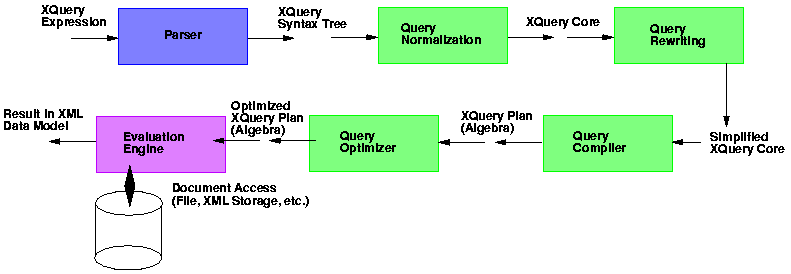 XQuery
Expression
Parser
XQuery
Syntax Tree
Query
Normalization
XQuery Core
Query
Rewriting
Result in XML
Data Model
Evaluation
Engine
Optimized
XQuery Plan
(Algebra)
Query
Optimizer
XQuery Plan
(Algebra)
Query
Compiler
Simplified
XQuery Core
Document Access
(File, XML Storage, etc.)